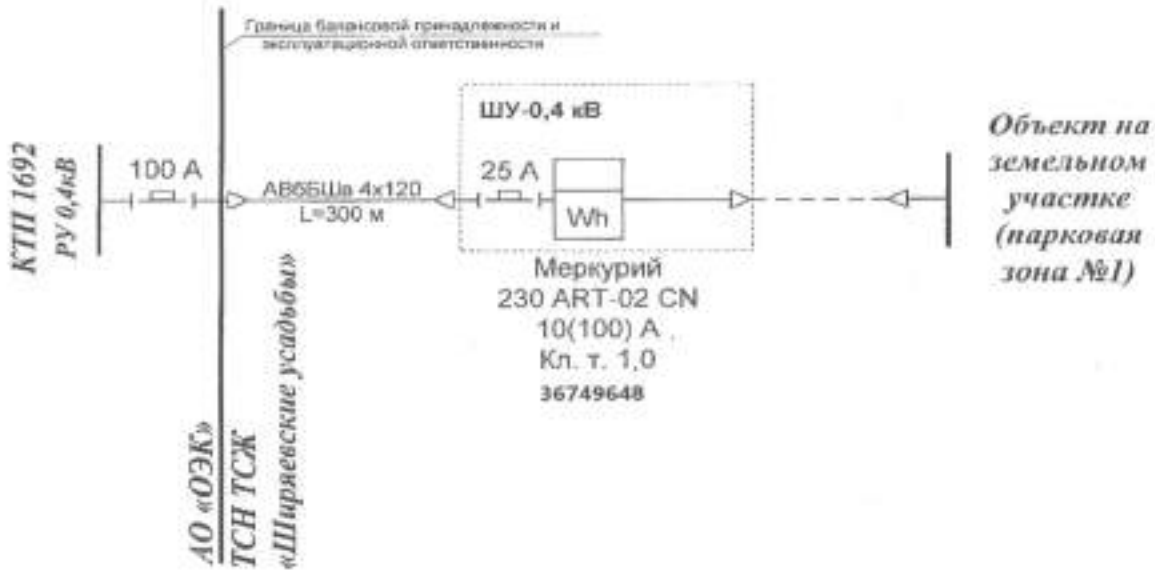 Граница балансовой принадлежности и
эксплуатационной ответственности
КТП 1692
РУ 0,4кВ
100 А
АВбБШв 4х120
L=300 м
ШУ-0,4 кВ
25 А
Wh
Меркурий
230 ART-02 CN
10(100) А
Кл. т. 1,0
36749648
Объект на
земельном
участке
(парковая
зона №1)
АО «ОЭК»
ТСН ТСЖ
«Ширяевские усадьбы»